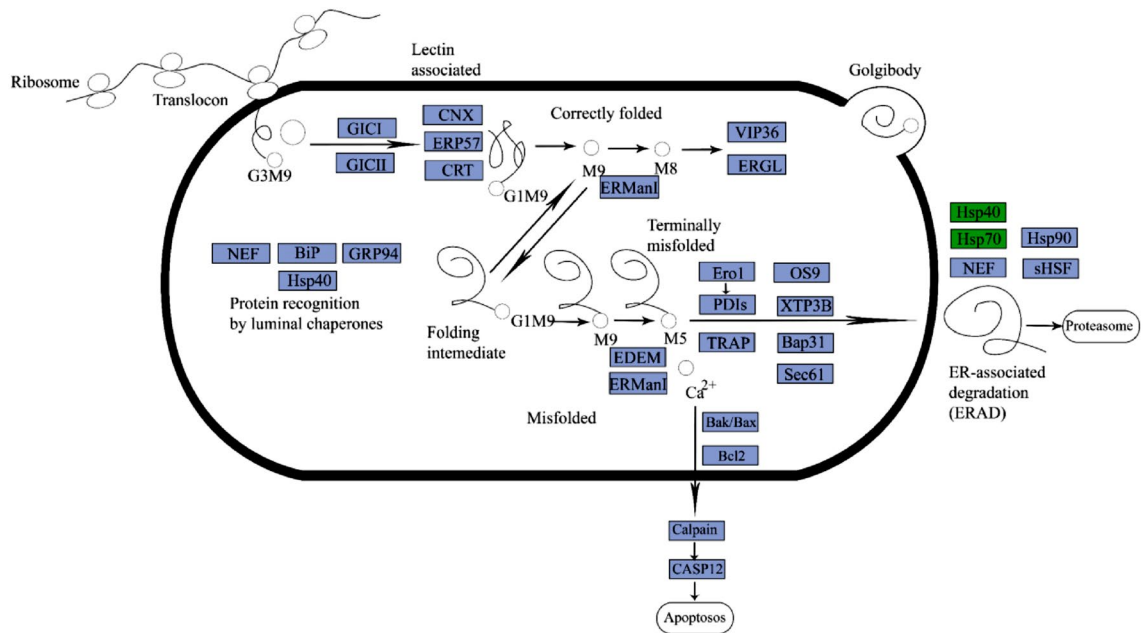 Ribosome
Translocon
Lectin
associated
Golgibody
G3M9
GICI
GICII
CNX
ERP57
CRT
G1M9
Correctly folded
M9
M8
ERManI
VIP36
ERGL
NEF
BiP
GRP94
Hsp40
Protein recognition
by luminal chaperones
Folding
intemediate
G1M9
Terminally
misfolded
M9
M5
EDEM
ERManI
Misfolded
Ero1
PDIs
TRAP
OS9
XTP3B
Bap31
Sec61
Ca2+
Bak/Bax
Bcl2
Calpain
CASP12
Apoptosos
Hsp40
Hsp70
Hsp90
NEF
sHSF
Proteasome
ER-associated
degradation
(ERAD)